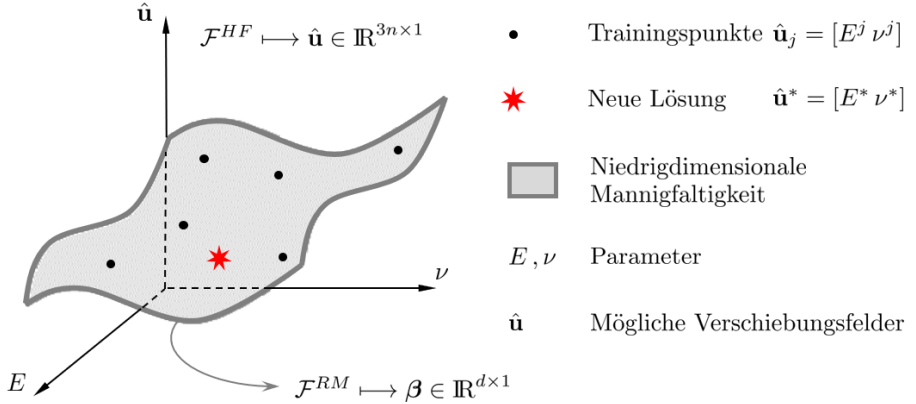 û
ℱ^{HF} ⟼ û ∈ ℝ^{3n×1}
ν
E
ℱ^{RM} ⟼ β ∈ ℝ^{d×1}
Trainingspunkte û_j = [E^j ν^j]
Neue Lösung û* = [E* ν*]
Niedrigdimensionale
Mannigfaltigkeit
E , ν Parameter
û Mögliche Verschiebungsfelder